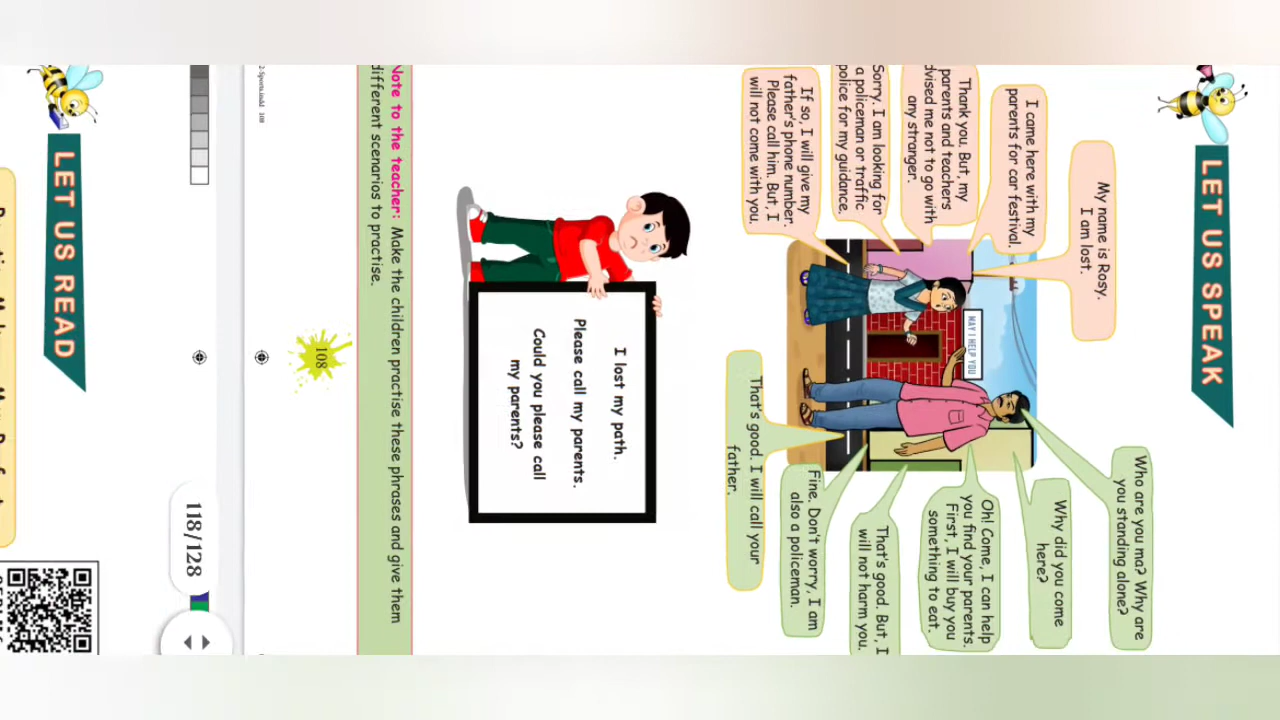 LET US SPEAK
Who are you ma? Why are
you standing alone?
My name is Rosy.
I am lost.
Why did you come
here?
I came here with my
parents for car festival.
Oh! Come, I can help
you find your parents.
First, I will buy you
something to eat.
Thank you. But, my
parents and teachers
dvised me not to go with
any stranger.
That's good. But, I
will not harm you.
Sorry. I am looking for
a policeman or traffic
police for my guidance.
Fine. Don't worry, I am
also a policeman.
If so, I will give my
father's phone number.
Please call him. But, I
will not come with you.
That's good. I will call your
father.
MAY I HELP YOU
I lost my path.
Please call my parents.
Could you please call
my parents?
Note to the teacher: Make the children practise these phrases and give them
different scenarios to practise.
108
2-Sports.indd 108
118/128
LET US READ